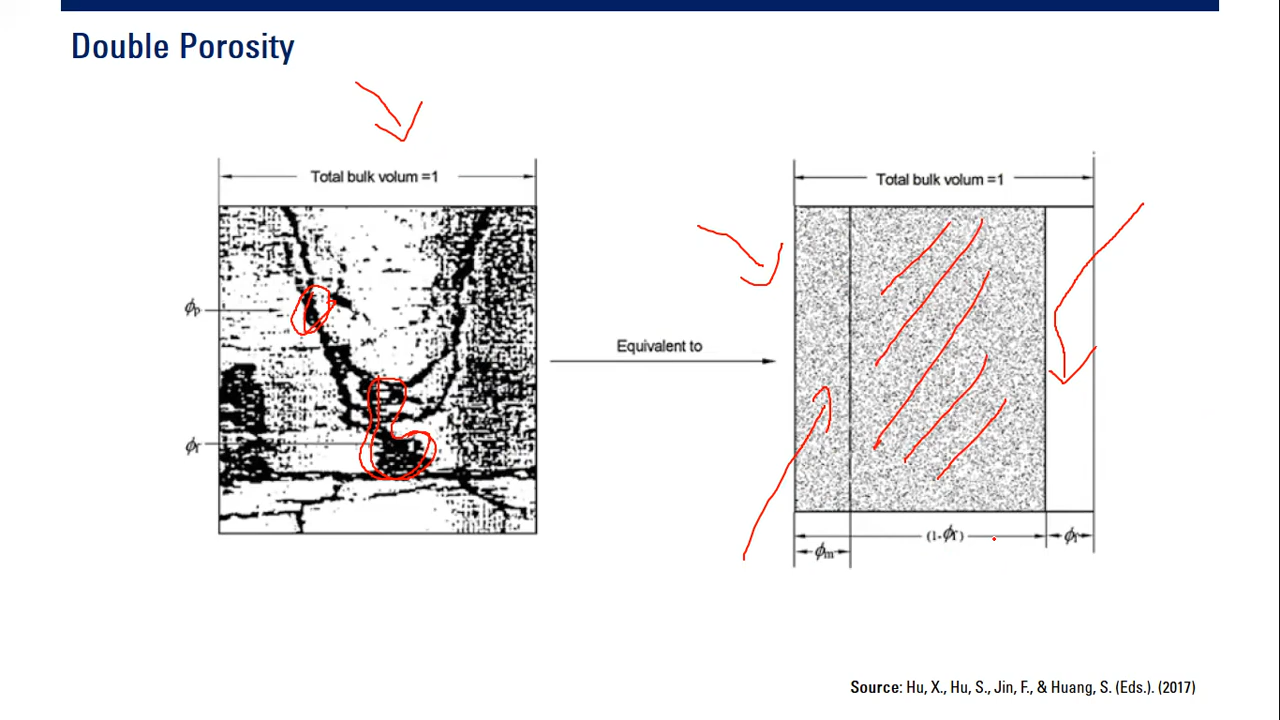 Double Porosity
Total bulk volum =1
Total bulk volum =1
ϕp
Equivalent to
ϕf
(1-ϕf)
ϕf
ϕm
Source: Hu, X., Hu, S., Jin, F., & Huang, S. (Eds.). (2017)